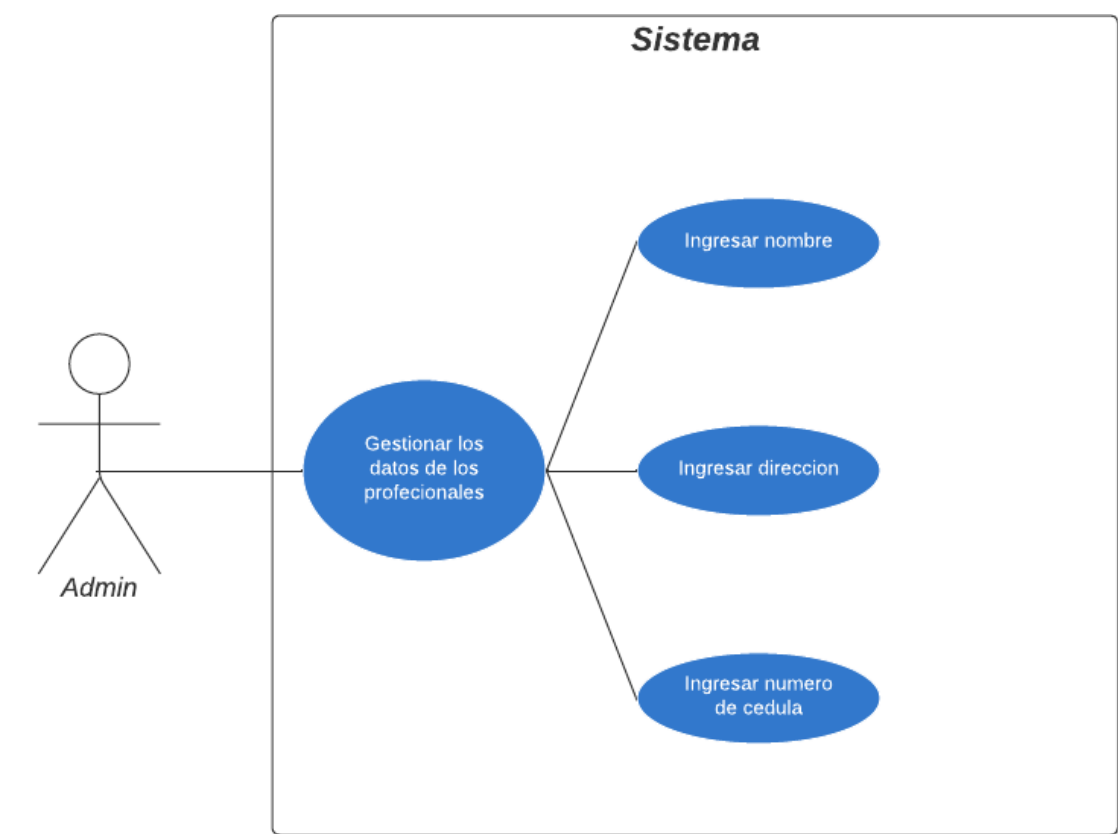 Sistema
Ingresar nombre
Gestionar los
datos de los
profecionales
Ingresar direccion
Admin
Ingresar numero
de cedula